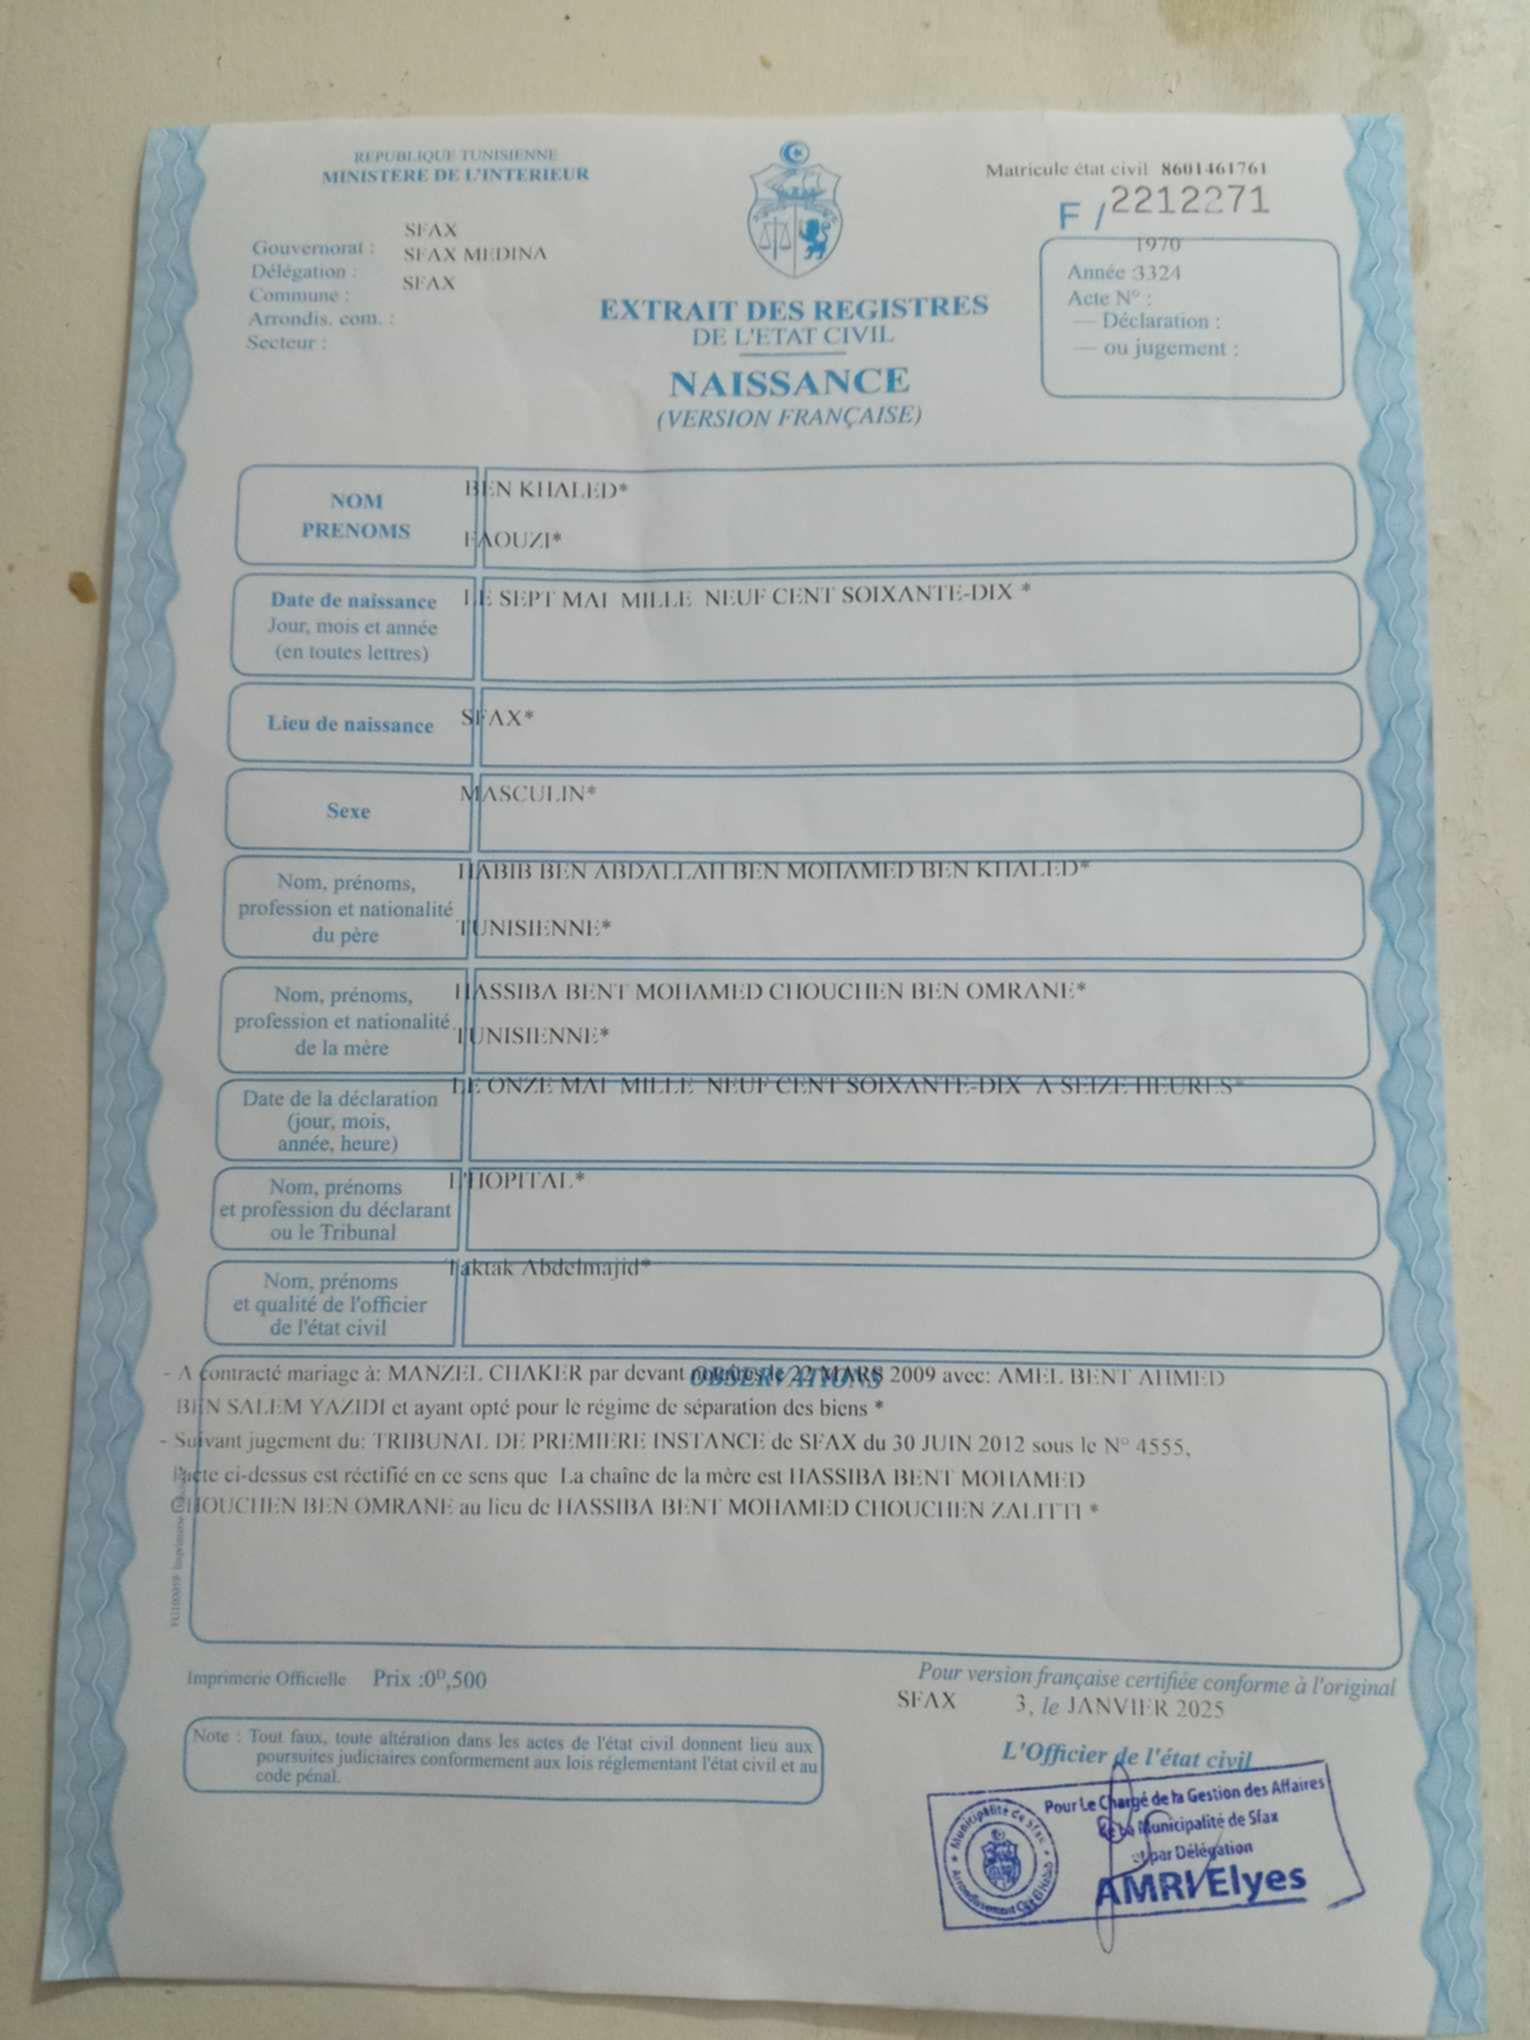 REPUBLIQUE TUNISIENNE
MINISTERE DE L'INTERIEUR
Matricule état civil 8601461761
F / 2212271
SFAX
Gouvernorat :
SFAX MEDINA
Délégation :
SFAX
Commune :
Arrondis. com. :
Secteur :
1970
Année :3324
Acte N° :
— Déclaration :
— ou jugement :
EXTRAIT DES REGISTRES
DE L'ETAT CIVIL
NAISSANCE
(VERSION FRANÇAISE)
NOM
PRENOMS
BEN KHALED*
FAOUZI*
Date de naissance
Jour, mois et année
(en toutes lettres)
LE SEPT MAI MILLE NEUF CENT SOIXANTE-DIX *
Lieu de naissance
SFAX*
Sexe
MASCULIN*
Nom, prénoms,
profession et nationalité
du père
HABIB BEN ABDALLAH BEN MOHAMED BEN KHALED*
TUNISIENNE*
Nom, prénoms,
profession et nationalité
de la mère
HASSIBA BENT MOHAMED CHOUCHEN BEN OMRANE*
TUNISIENNE*
Date de la déclaration
(jour, mois,
année, heure)
LE ONZE MAI MILLE NEUF CENT SOIXANTE-DIX A SEIZE HEURES*
Nom, prénoms
et profession du déclarant
ou le Tribunal
L'HOPITAL*
Nom, prénoms
et qualité de l'officier
de l'état civil
Taktak Abdelmajid*
OBSERVATIONS
- A contracté mariage à: MANZEL CHAKER par devant notaires le 22 MARS 2009 avec: AMEL BENT AHMED
BEN SALEM YAZIDI et ayant opté pour le régime de séparation des biens *
- Suivant jugement du: TRIBUNAL DE PREMIERE INSTANCE de SFAX du 30 JUIN 2012 sous le N° 4555,
l'acte ci-dessus est réctifié en ce sens que La chaîne de la mère est HASSIBA BENT MOHAMED
CHOUCHEN BEN OMRANE au lieu de HASSIBA BENT MOHAMED CHOUCHEN ZALITTI *
Imprimerie Officielle Prix :0ᴰ,500
Pour version française certifiée conforme à l'original
SFAX 3, le JANVIER 2025
Note : Tout faux, toute altération dans les actes de l'état civil donnent lieu aux
poursuites judiciaires conformement aux lois réglementant l'état civil et au
code pénal.
L'Officier de l'état civil
Pour Le Chargé de la Gestion des Affaires
de la Municipalité de Sfax
et par Délégation
AMRI Elyes
Municipalité de Sfax
Arrondissement Cité El Habib